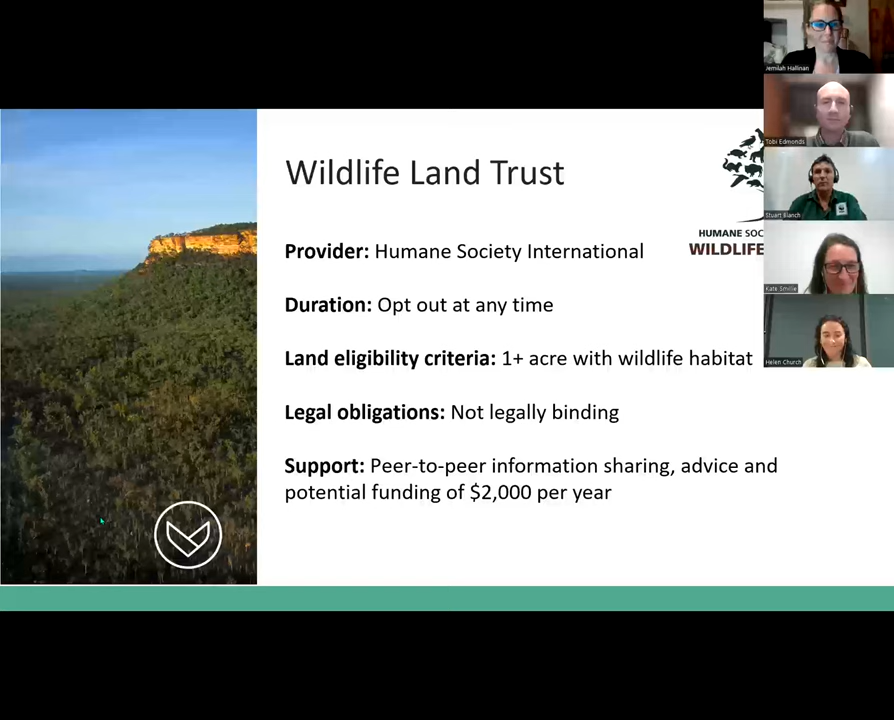 Wildlife Land Trust
HUMANE SOC
WILDLIFE
Provider: Humane Society International
Duration: Opt out at any time
Land eligibility criteria: 1+ acre with wildlife habitat
Legal obligations: Not legally binding
Support: Peer-to-peer information sharing, advice and
potential funding of $2,000 per year
Jemilah Hallinan
Tobi Edmonds
Stuart Blanch
Kate Smillie
Helen Church